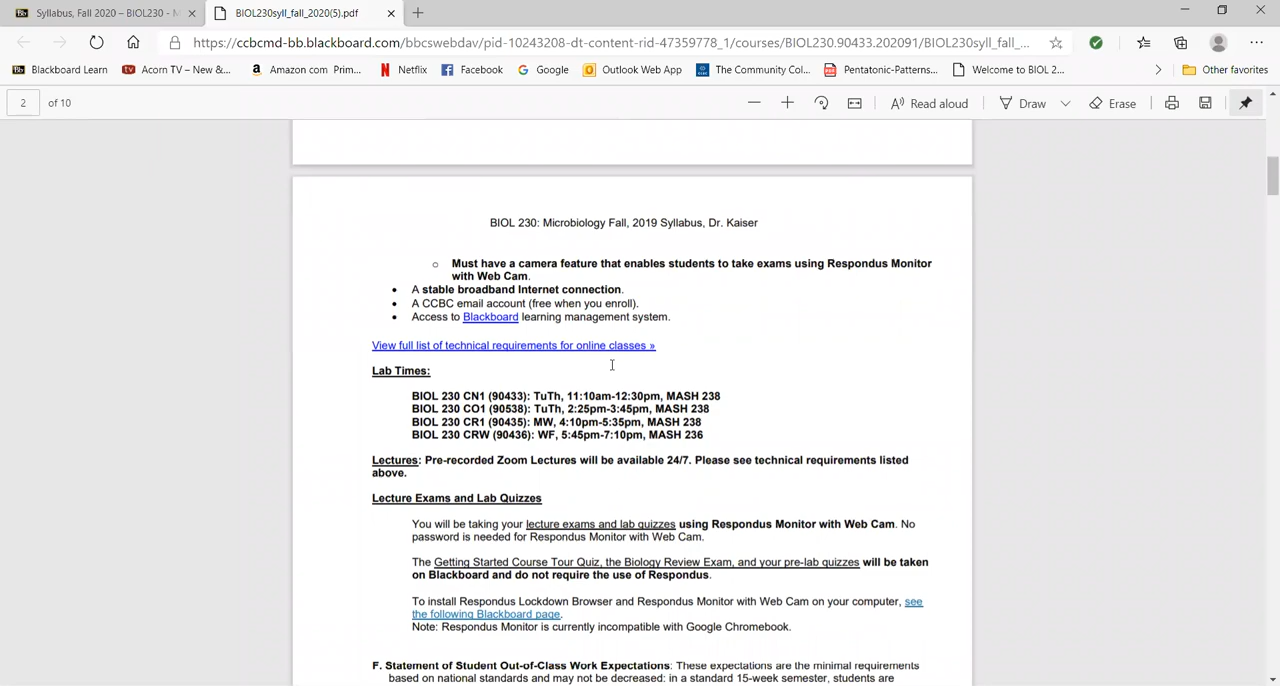 Syllabus, Fall 2020 – BIOL230 - M
BIOL230syll_fall_2020(5).pdf
https://ccbcmd-bb.blackboard.com/bbcswebdav/pid-10243208-dt-content-rid-47359778_1/courses/BIOL230.90433.202091/BIOL230syll_fall_...
Blackboard Learn
Acorn TV – New &...
Amazon com Prim...
Netflix
Facebook
Google
Outlook Web App
The Community Col...
Pentatonic-Patterns...
Welcome to BIOL 2...
Other favorites
2 of 10
Read aloud
Draw
Erase
BIOL 230: Microbiology Fall, 2019 Syllabus, Dr. Kaiser
o Must have a camera feature that enables students to take exams using Respondus Monitor
with Web Cam.
• A stable broadband Internet connection.
• A CCBC email account (free when you enroll).
• Access to Blackboard learning management system.
View full list of technical requirements for online classes »
Lab Times:
BIOL 230 CN1 (90433): TuTh, 11:10am-12:30pm, MASH 238
BIOL 230 CO1 (90538): TuTh, 2:25pm-3:45pm, MASH 238
BIOL 230 CR1 (90435): MW, 4:10pm-5:35pm, MASH 238
BIOL 230 CRW (90436): WF, 5:45pm-7:10pm, MASH 236
Lectures: Pre-recorded Zoom Lectures will be available 24/7. Please see technical requirements listed
above.
Lecture Exams and Lab Quizzes
You will be taking your lecture exams and lab quizzes using Respondus Monitor with Web Cam. No
password is needed for Respondus Monitor with Web Cam.
The Getting Started Course Tour Quiz, the Biology Review Exam, and your pre-lab quizzes will be taken
on Blackboard and do not require the use of Respondus.
To install Respondus Lockdown Browser and Respondus Monitor with Web Cam on your computer, see
the following Blackboard page.
Note: Respondus Monitor is currently incompatible with Google Chromebook.
F. Statement of Student Out-of-Class Work Expectations: These expectations are the minimal requirements
based on national standards and may not be decreased: in a standard 15-week semester, students are